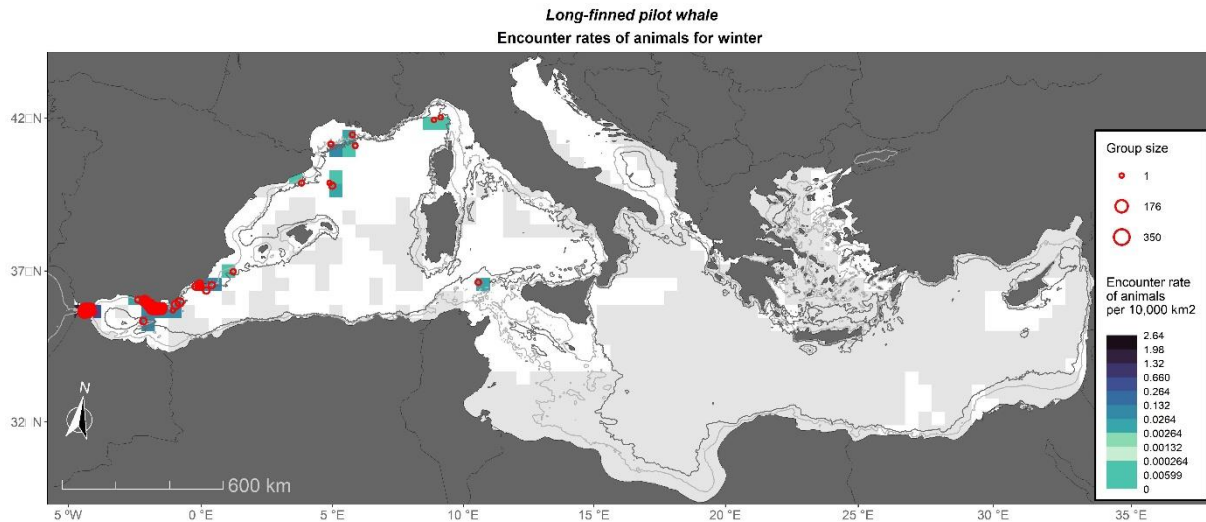 Long-finned pilot whale
Encounter rates of animals for winter
42□N
37□N
32 N
N
600 km
5 °W
0 °E
5 °E
10 °E
15 °E
20 °E
25 °E
30 °E
35 °E
Group size
1
176
350
Encounter rate
of animals
per 10,000 km2
2.64
1.98
1.32
0.660
0.264
0.132
0.0264
0.00264
0.00132
0.000264
0.00599
0